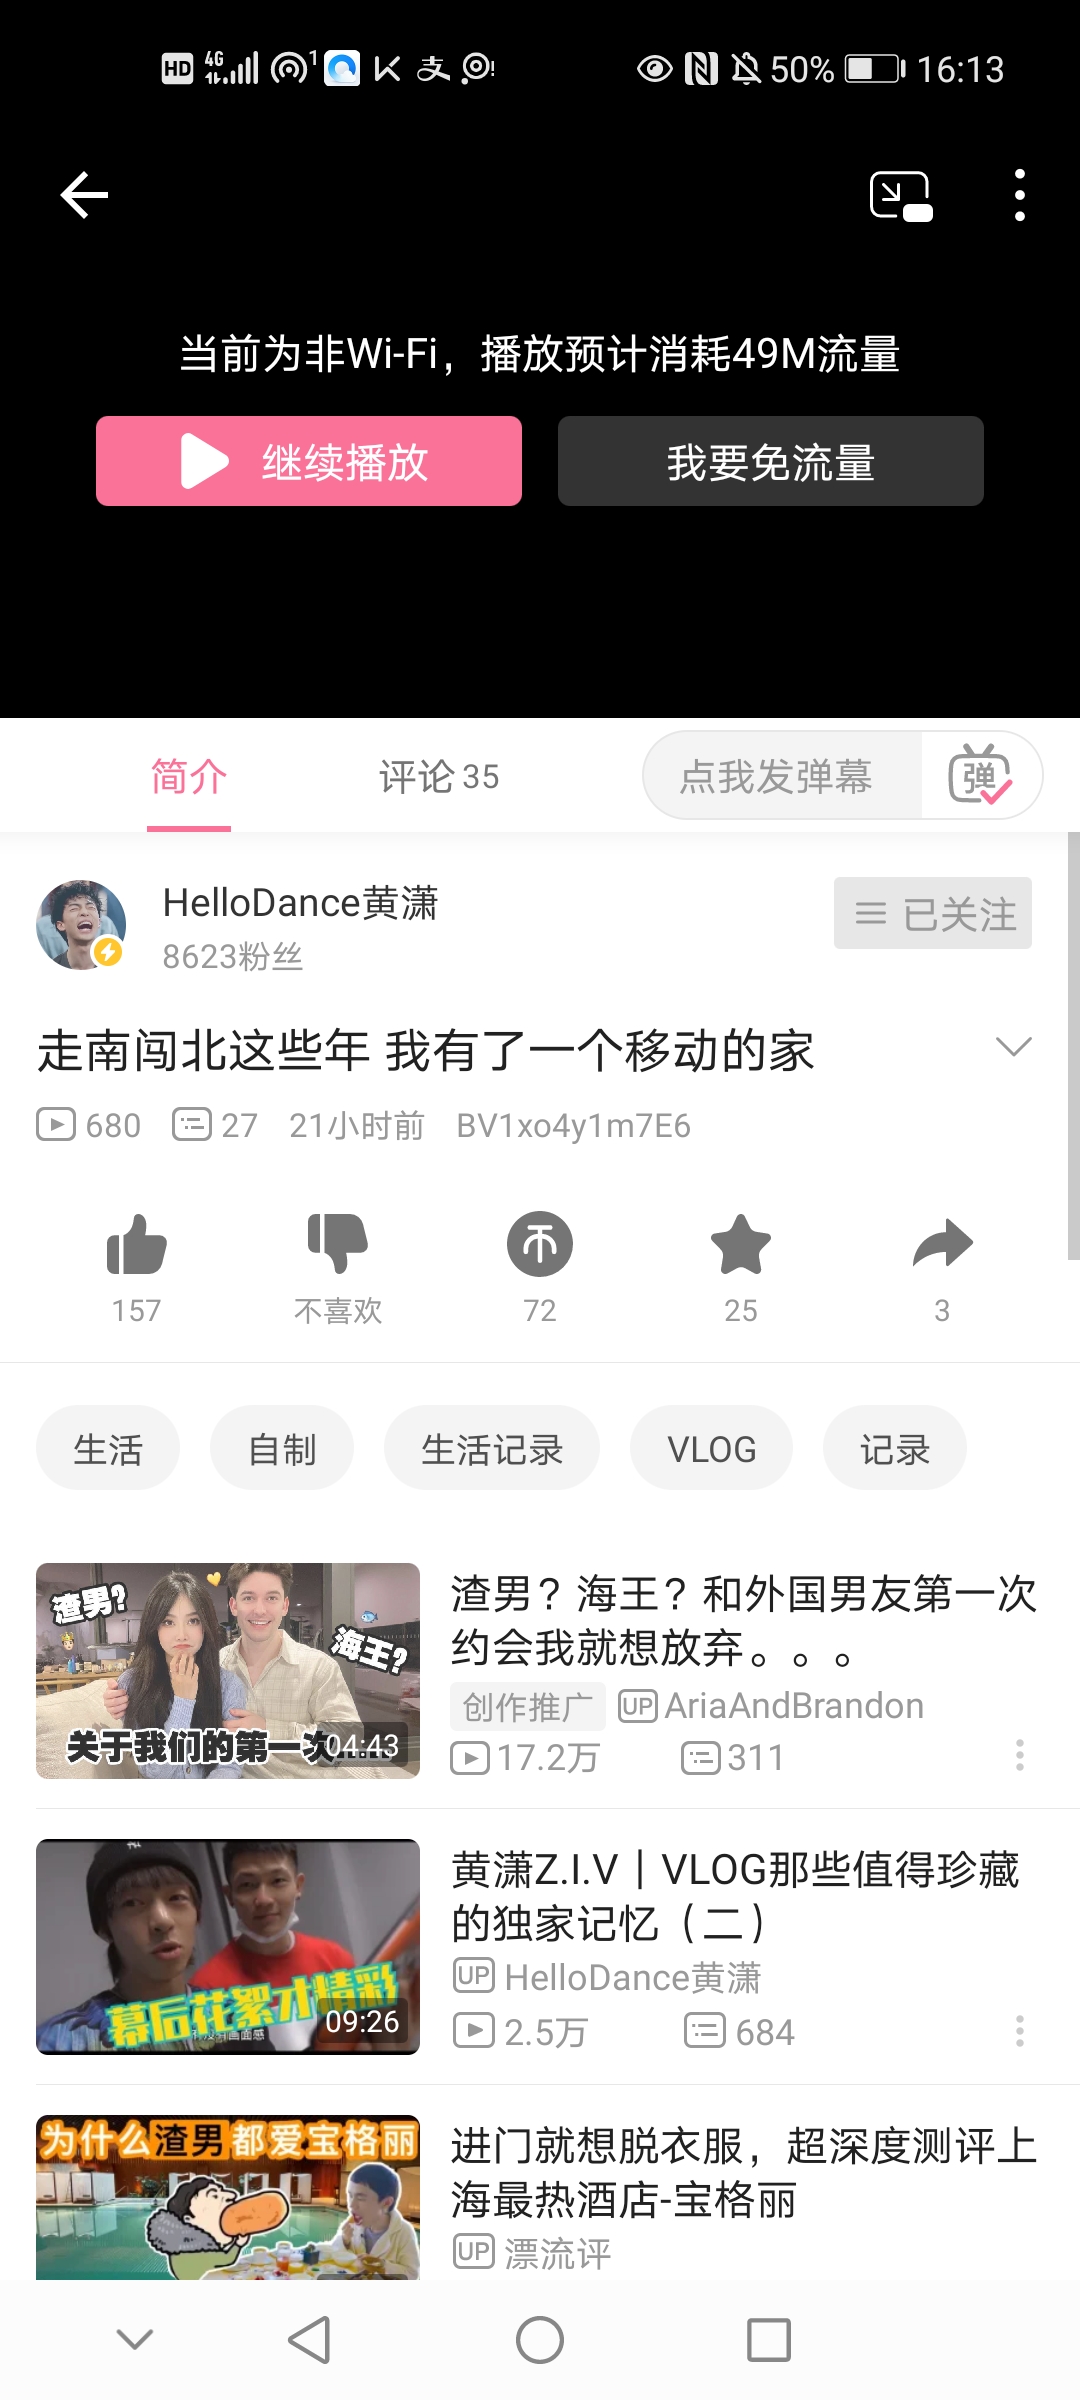 HD 4G 1 支 50% 16:13
当前为非Wi-Fi，播放预计消耗49M流量
继续播放 我要免流量
简介 评论 35 点我发弹幕 弹
HelloDance黄潇
8623粉丝
已关注
走南闯北这些年 我有了一个移动的家
680 27 21小时前 BV1xo4y1m7E6
157 不喜欢 72 25 3
生活 自制 生活记录 VLOG 记录
渣男?
海王?
关于我们的第一次......
04:43
渣男？海王？和外国男友第一次
约会我就想放弃。。。
创作推广 UP AriaAndBrandon
17.2万 311
幕后花絮才精彩
09:26
黄潇Z.I.V｜VLOG那些值得珍藏
的独家记忆（二）
UP HelloDance黄潇
2.5万 684
为什么渣男都爱宝格丽
进门就想脱衣服，超深度测评上
海最热酒店-宝格丽
UP 漂流评